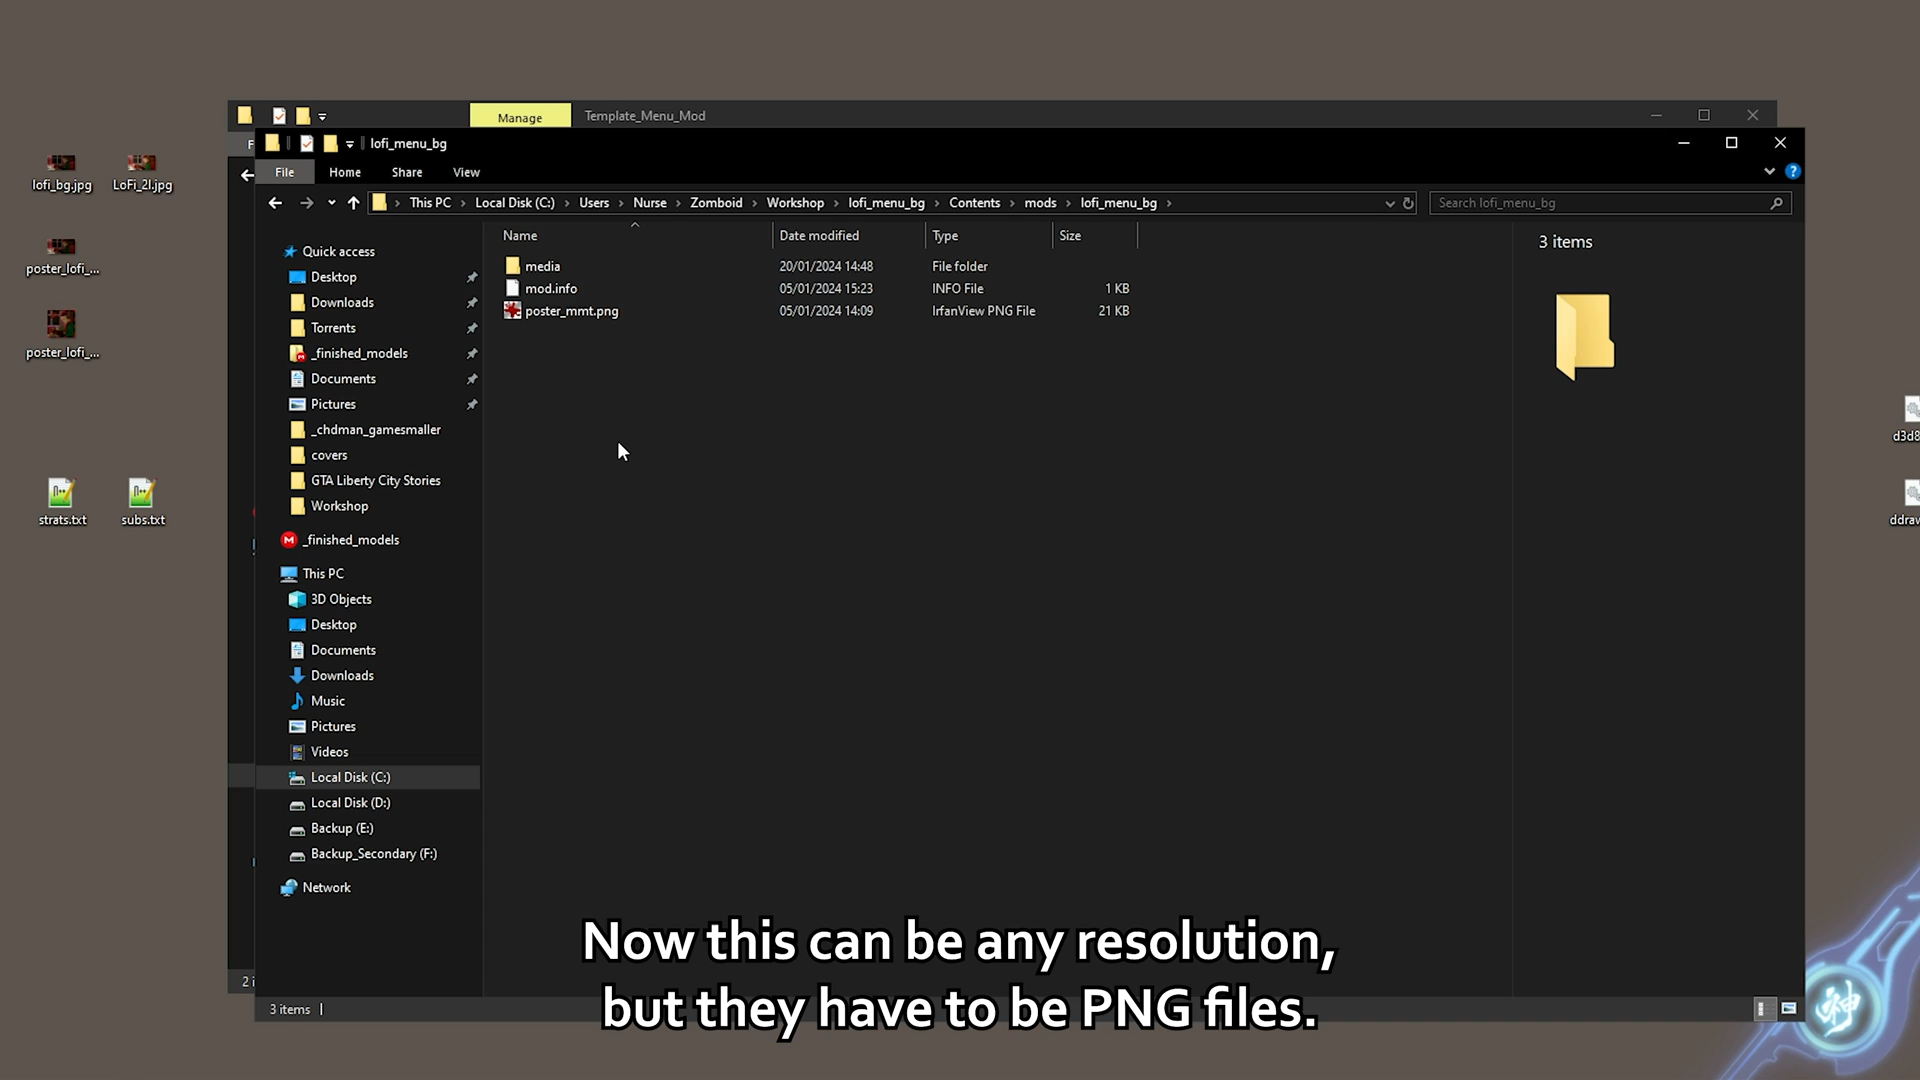 Manage
Template_Menu_Mod
lofi_menu_bg
File
Home
Share
View
This PC
Local Disk (C:)
Users
Nurse
Zomboid
Workshop
lofi_menu_bg
Contents
mods
lofi_menu_bg
Search lofi_menu_bg
lofi_bg.jpg
LoFi_2I.jpg
poster_lofi_...
poster_lofi_...
strats.txt
subs.txt
Quick access
Desktop
Downloads
Torrents
_finished_models
Documents
Pictures
_chdman_gamesmaller
covers
GTA Liberty City Stories
Workshop
_finished_models
This PC
3D Objects
Desktop
Documents
Downloads
Music
Pictures
Videos
Local Disk (C:)
Local Disk (D:)
Backup (E:)
Backup_Secondary (F:)
Network
Name
Date modified
Type
Size
media
20/01/2024 14:48
File folder
mod.info
05/01/2024 15:23
INFO File
1 KB
poster_mmt.png
05/01/2024 14:09
IrfanView PNG File
21 KB
3 items
d3d8
ddraw
3 items
2 i
神
Now this can be any resolution,
but they have to be PNG files.